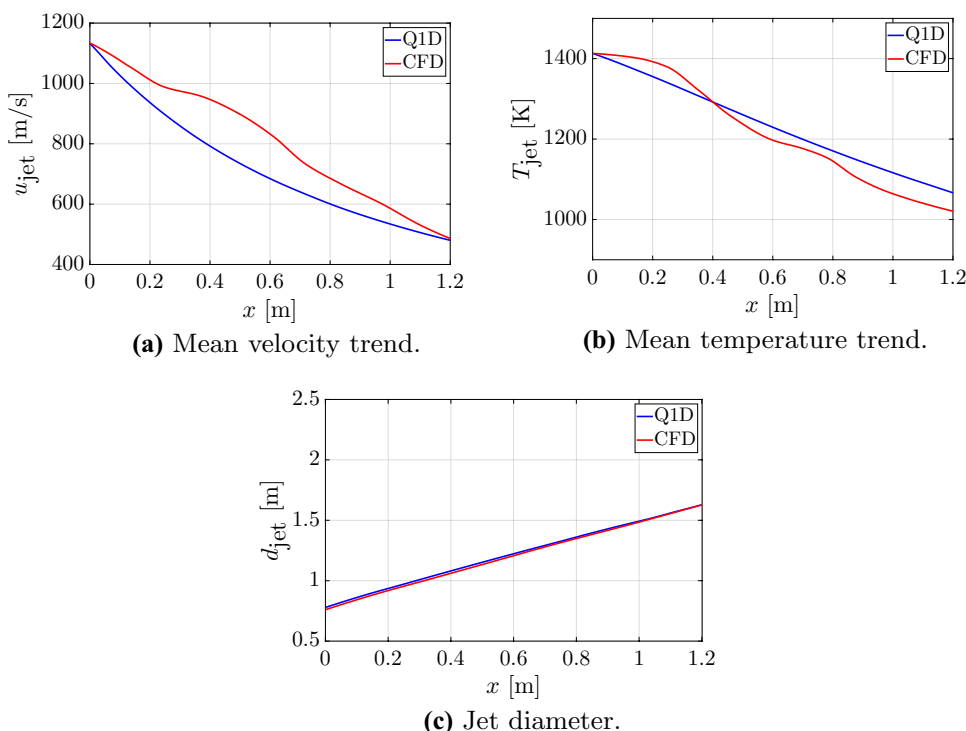 1200
1000
800
600
400
u_jet [m/s]
Q1D
CFD
0 0.2 0.4 0.6 0.8 1 1.2
x [m]
(a) Mean velocity trend.
1400
1200
1000
T_jet [K]
Q1D
CFD
0 0.2 0.4 0.6 0.8 1 1.2
x [m]
(b) Mean temperature trend.
2.5
2
1.5
1
0.5
d_jet [m]
Q1D
CFD
0 0.2 0.4 0.6 0.8 1 1.2
x [m]
(c) Jet diameter.